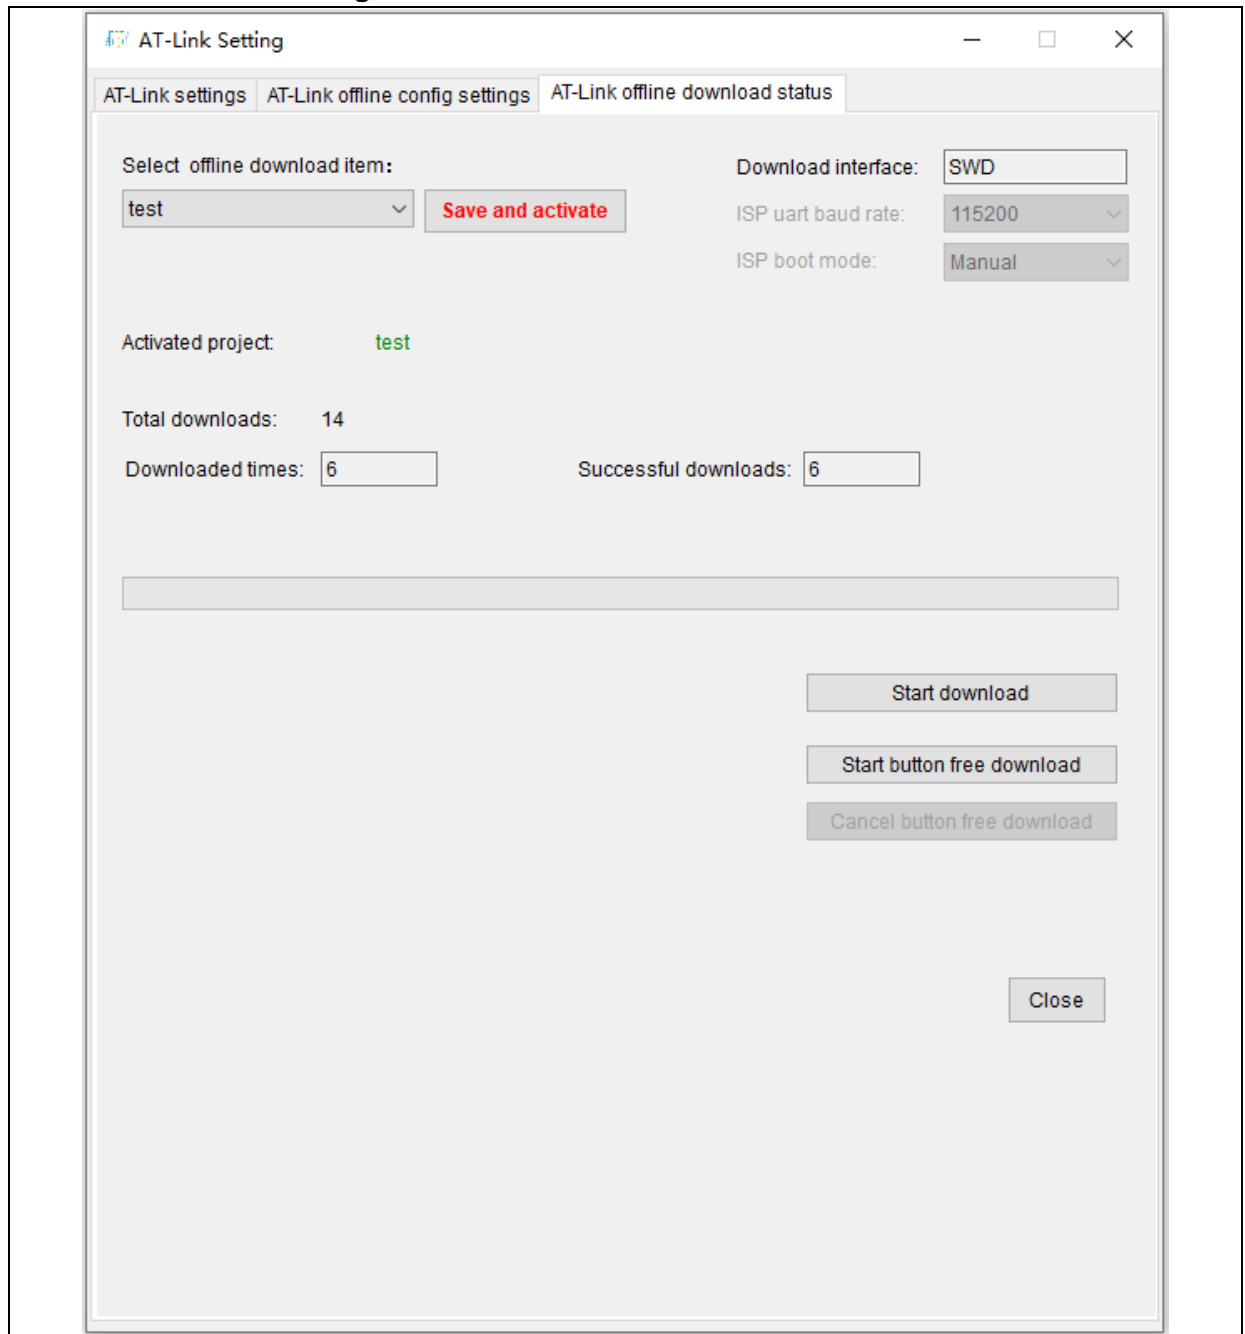 AT-Link Setting
AT-Link settings AT-Link offline config settings AT-Link offline download status
Select offline download item:
Download interface: SWD
test Save and activate
ISP uart baud rate: 115200
ISP boot mode: Manual
Activated project: test
Total downloads: 14
Downloaded times: 6 Successful downloads: 6
Start download
Start button free download
Cancel button free download
Close